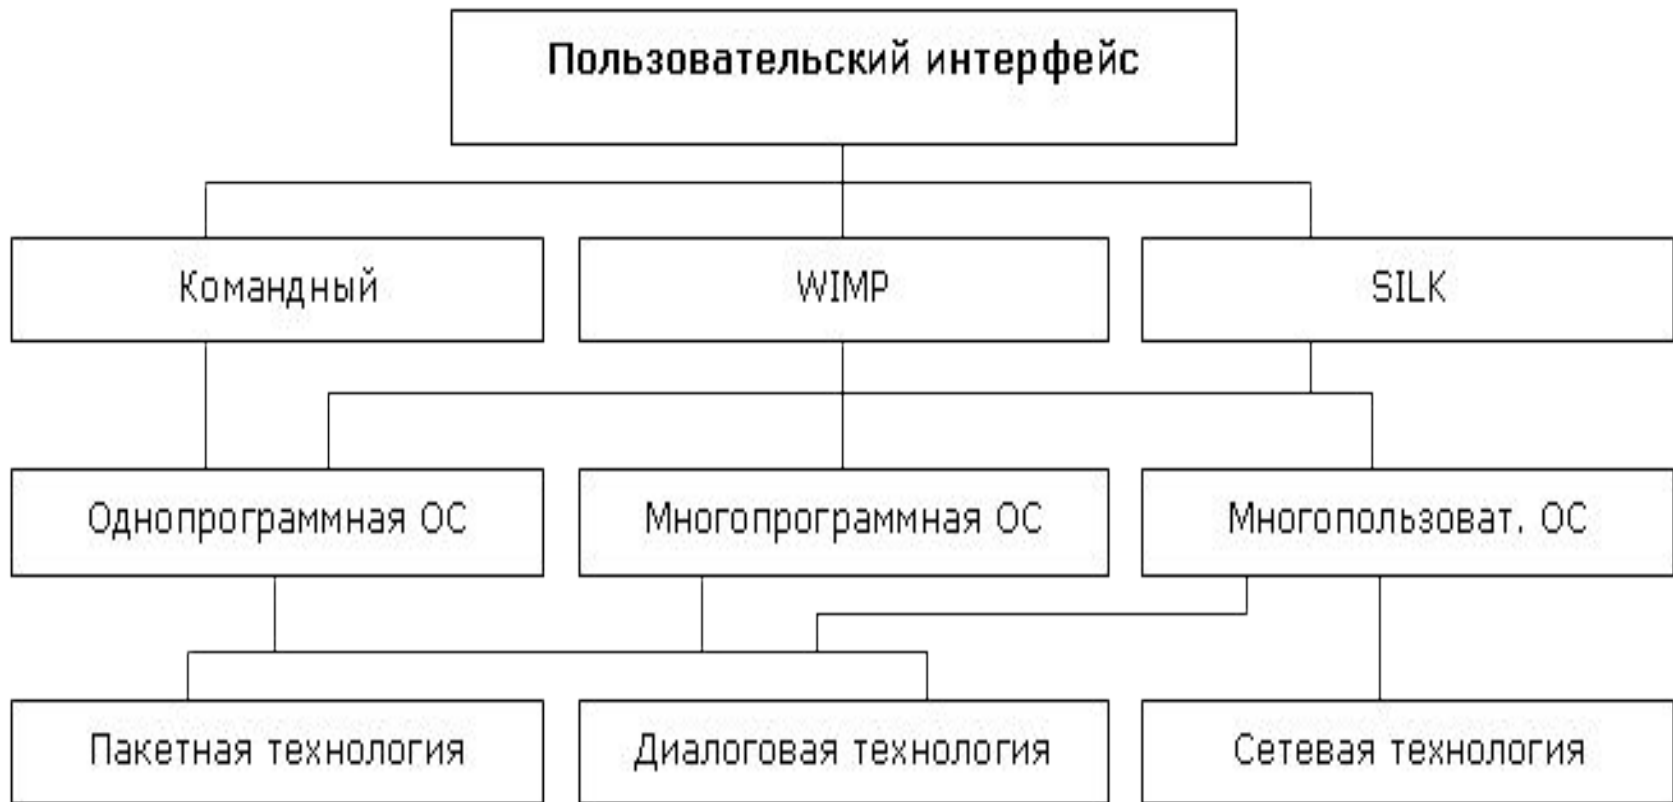 Пользовательский интерфейс
Командный
WIMP
SILK
Однопрограммная ОС
Многопрограммная ОС
Многопользоват. ОС
Пакетная технология
Диалоговая технология
Сетевая технология